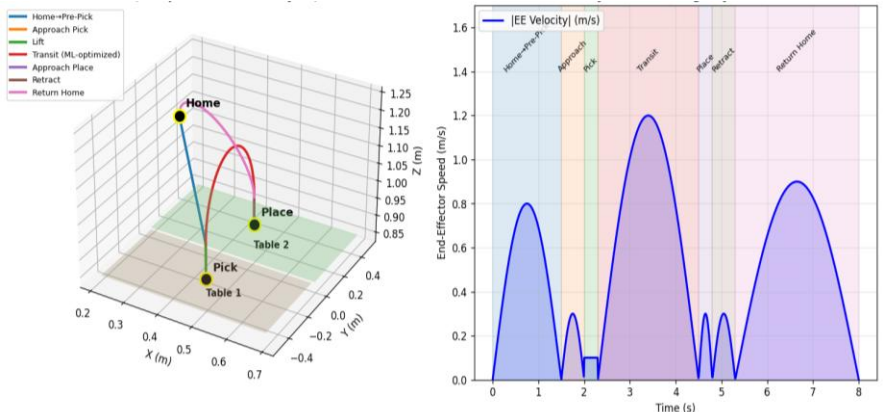 Home→Pre-Pick
Approach Pick
Lift
Transit (ML-optimized)
Approach Place
Retract
Return Home
Home
Place
Table 2
Pick
Table 1
0.2
0.3
0.4
0.5
0.6
0.7
X (m)
−0.4
−0.2
0.0
0.2
0.4
Y (m)
1.25
1.20
1.15
1.10
1.05
1.00
0.95
0.90
0.85
Z (m)
|EE Velocity| (m/s)
Approach
Pick
Transit
Place
Retract
Return Home
1.6
1.4
1.2
1.0
0.8
0.6
0.4
0.2
0.0
End-Effector Speed (m/s)
0 1 2 3 4 5 6 7 8
Time (s)